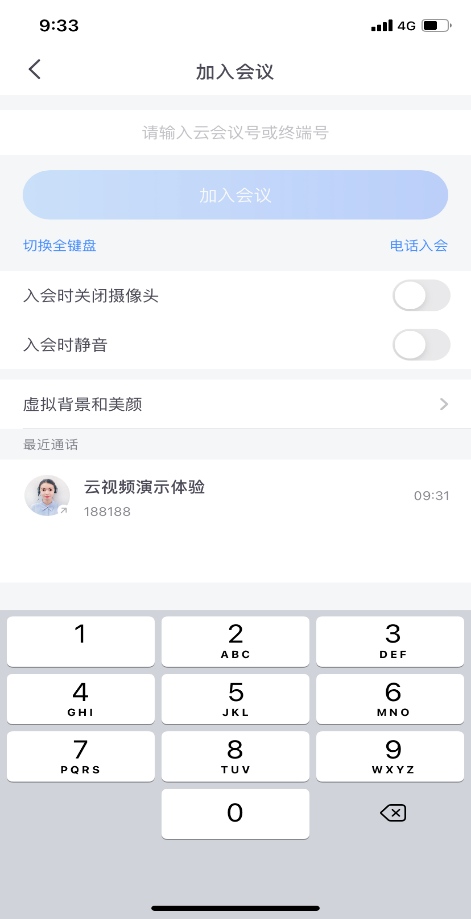 9:33
4G
加入会议
请输入云会议号或终端号
加入会议
切换全键盘
电话入会
入会时关闭摄像头
入会时静音
虚拟背景和美颜
最近通话
云视频演示体验
188188
09:31
1
2
ABC
3
DEF
4
GHI
5
JKL
6
MNO
7
PQRS
8
TUV
9
WXYZ
0